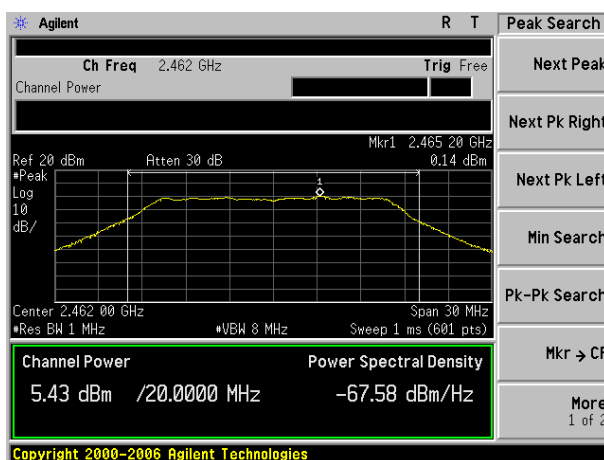 Agilent R T Peak Search
Ch Freq 2.462 GHz Trig Free
Channel Power
Next Peak
Next Pk Right
Next Pk Left
Min Search
Pk-Pk Search
Mkr → CF
More
1 of 2
Mkr1 2.465 20 GHz
Ref 20 dBm Atten 30 dB 0.14 dBm
#Peak
Log
10
dB/
1
Center 2.462 00 GHz Span 30 MHz
#Res BW 1 MHz #VBW 8 MHz Sweep 1 ms (601 pts)
Channel Power Power Spectral Density
5.43 dBm /20.0000 MHz -67.58 dBm/Hz
Copyright 2000-2006 Agilent Technologies